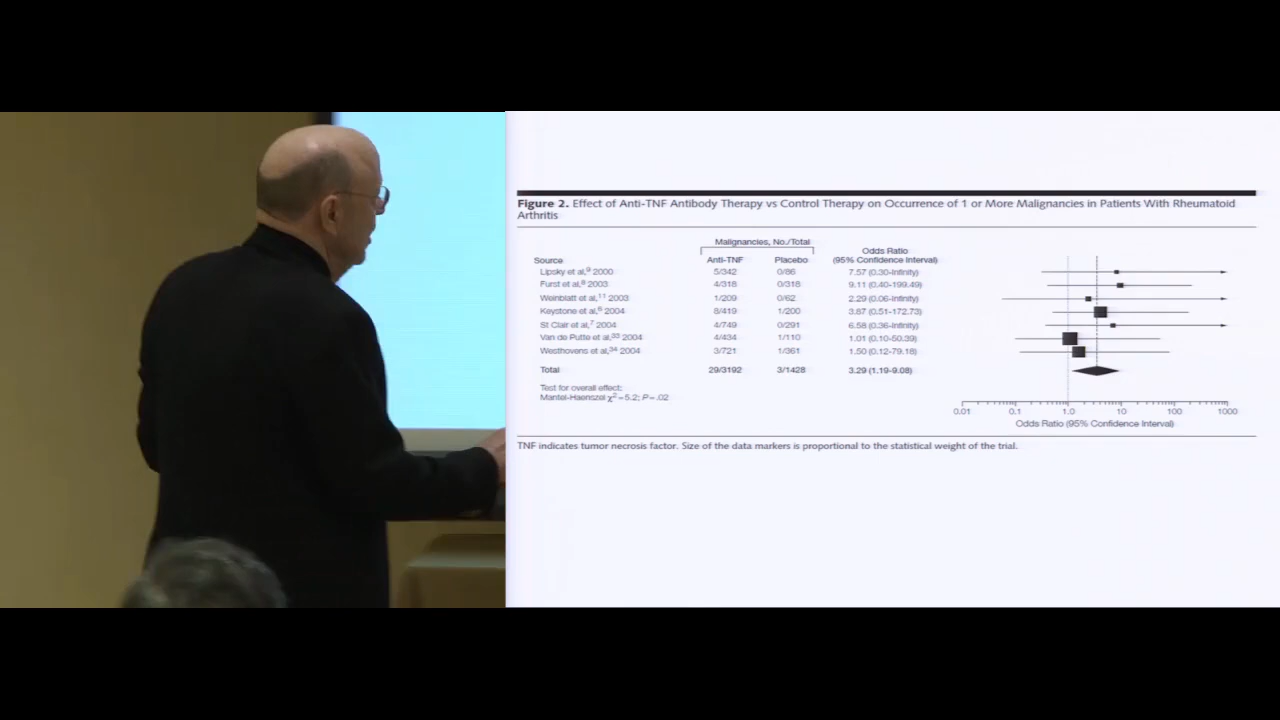 Figure 2. Effect of Anti-TNF Antibody Therapy vs Control Therapy on Occurrence of 1 or More Malignancies in Patients With Rheumatoid
Arthritis
Malignancies, No./Total
Odds Ratio
Source Anti-TNF Placebo (95% Confidence Interval)
Lipsky et al,9 2000 5/342 0/86 7.57 (0.30-Infinity)
Furst et al,8 2003 4/318 0/318 9.11 (0.40-199.49)
Weinblatt et al,11 2003 1/209 0/62 2.29 (0.06-Infinity)
Keystone et al,6 2004 8/419 1/200 3.87 (0.51-172.73)
St Clair et al,7 2004 4/749 0/291 6.58 (0.36-Infinity)
Van de Putte et al,33 2004 4/434 1/110 1.01 (0.10-50.39)
Westhovens et al,34 2004 3/721 1/361 1.50 (0.12-79.18)
Total 29/3192 3/1428 3.29 (1.19-9.08)
Test for overall effect:
Mantel-Haenszel χ2=5.2; P=.02
0.01 0.1 1.0 10 100 1000
Odds Ratio (95% Confidence Interval)
TNF indicates tumor necrosis factor. Size of the data markers is proportional to the statistical weight of the trial.